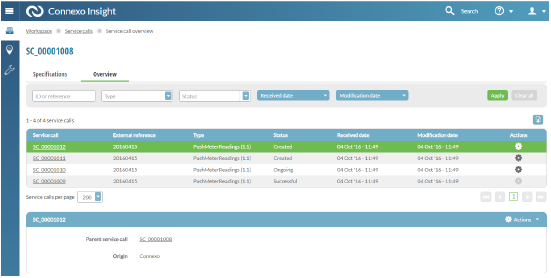 Connexo Insight Search
Workspace Service calls Service call overview
SC_00001008
Specifications Overview
ID or reference Type Status Received date Modification date Apply Clear all
1 - 4 of 4 service calls
Service call External reference Type Status Received date Modification date Actions
SC_00001012 20160415 PushMeterReadings (1.1) Created 04 Oct '16 - 11:49 04 Oct '16 - 11:49
SC_00001011 20160415 PushMeterReadings (1.1) Created 04 Oct '16 - 11:49 04 Oct '16 - 11:49
SC_00001010 20160415 PushMeterReadings (1.1) Ongoing 04 Oct '16 - 11:49 04 Oct '16 - 11:49
SC_00001009 20160415 PushMeterReadings (1.1) Successful 04 Oct '16 - 11:49 04 Oct '16 - 11:49
Service calls per page 200 1
SC_00001012 Actions
Parent service call SC_00001008
Origin Connexo